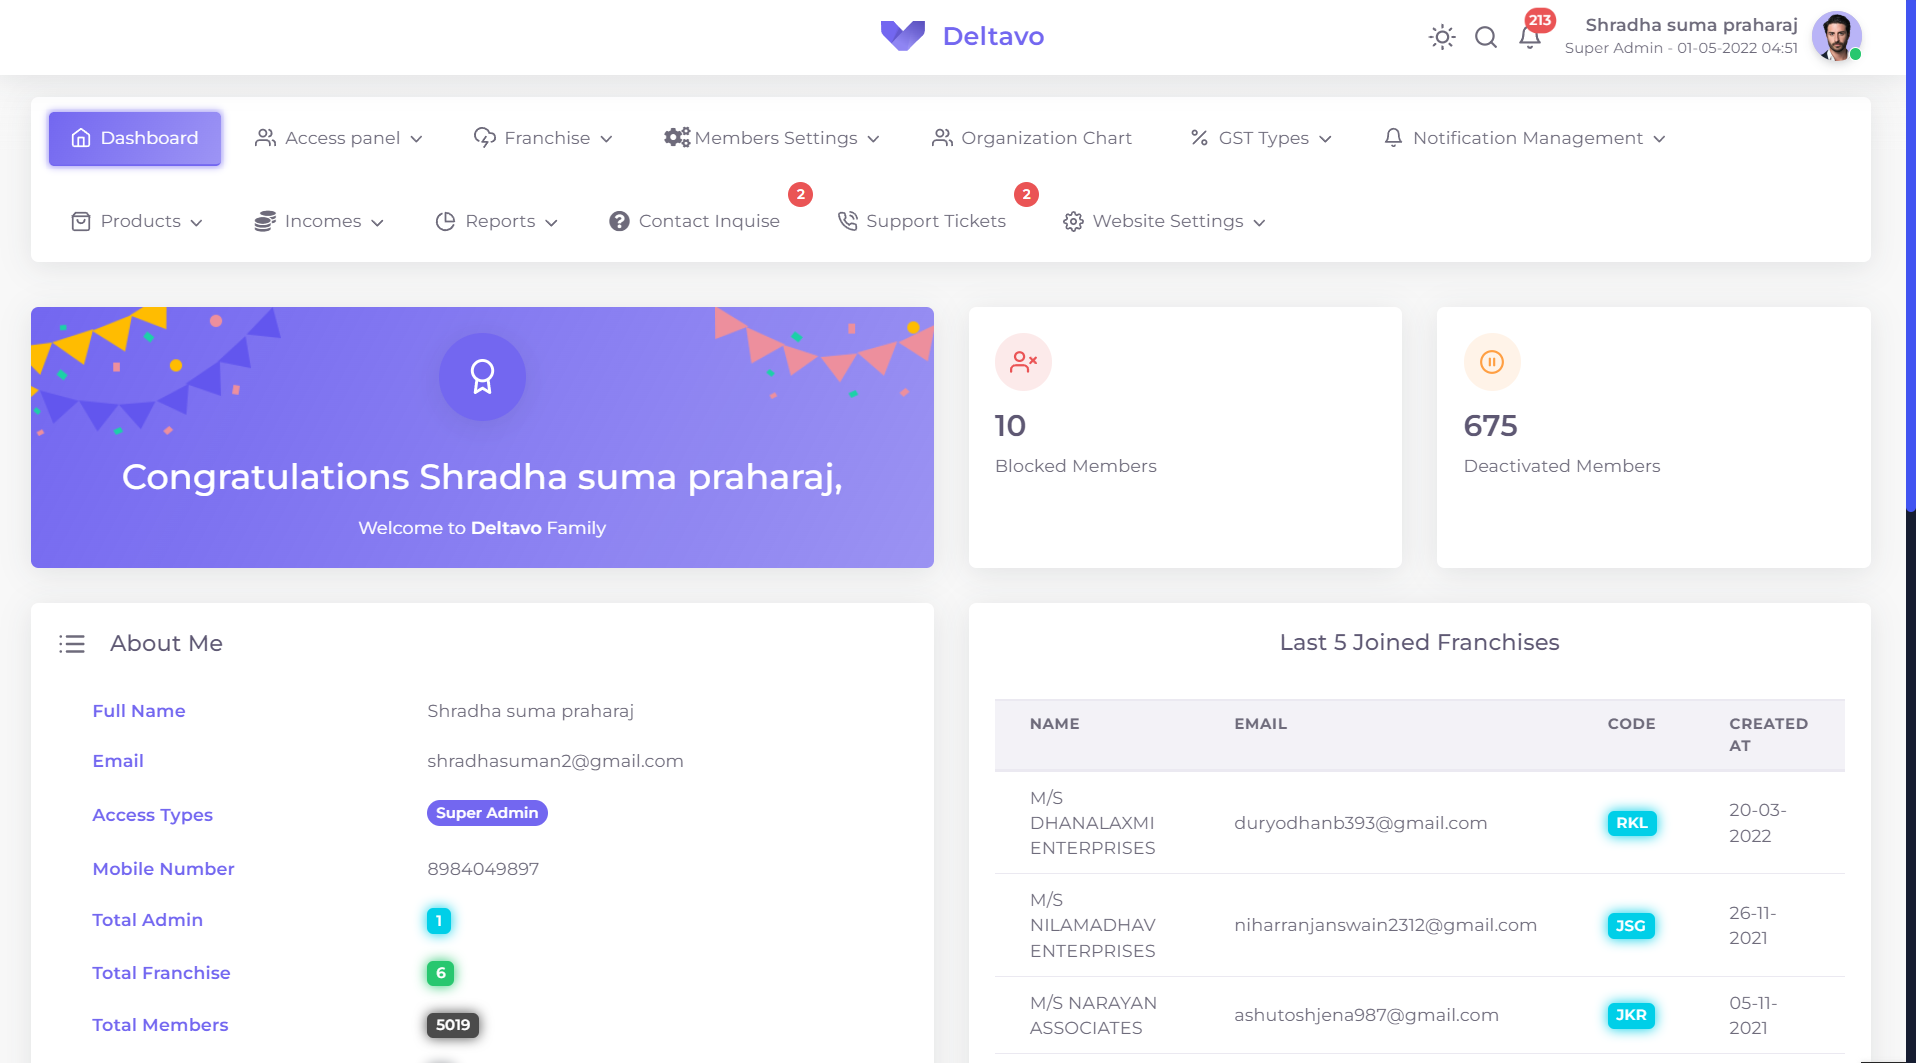 Deltavo
213
Shradha suma praharaj
Super Admin - 01-05-2022 04:51
Dashboard
Access panel
Franchise
Members Settings
Organization Chart
GST Types
Notification Management
Products
Incomes
Reports
Contact Inquise
2
Support Tickets
2
Website Settings
Congratulations Shradha suma praharaj,
Welcome to Deltavo Family
10
Blocked Members
675
Deactivated Members
About Me
Full Name Shradha suma praharaj
Email shradhasuman2@gmail.com
Access Types Super Admin
Mobile Number 8984049897
Total Admin 1
Total Franchise 6
Total Members 5019
Last 5 Joined Franchises
NAME EMAIL CODE CREATED
AT
M/S
DHANALAXMI
ENTERPRISES
duryodhanb393@gmail.com
RKL
20-03-
2022
M/S
NILAMADHAV
ENTERPRISES
niharranjanswain2312@gmail.com
JSG
26-11-
2021
M/S NARAYAN
ASSOCIATES
ashutoshjena987@gmail.com
JKR
05-11-
2021